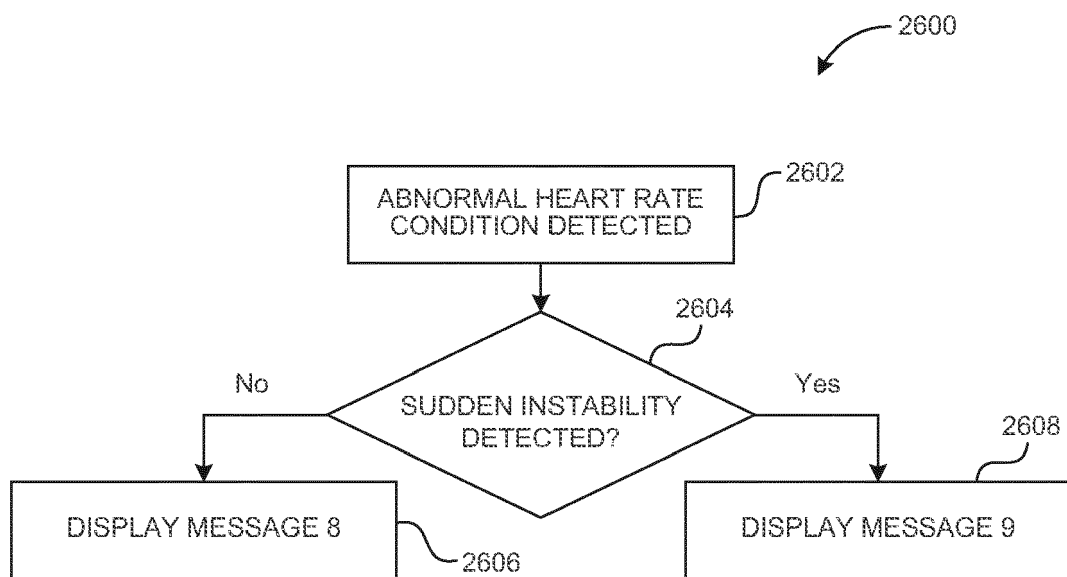 2600
ABNORMAL HEART RATE
CONDITION DETECTED
2602
2604
No
Yes
SUDDEN INSTABILITY
DETECTED?
2608
DISPLAY MESSAGE 8
DISPLAY MESSAGE 9
2606